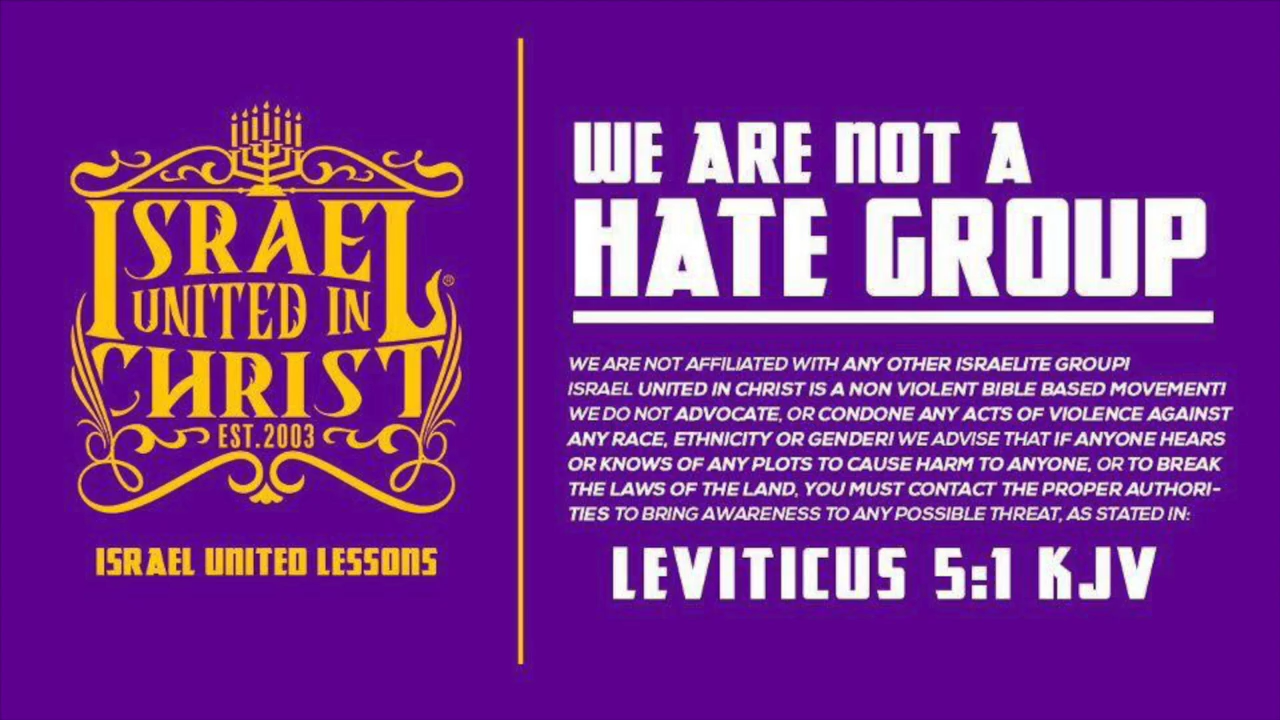 ISRAEL
UNITED IN
CHRIST
EST.2003
®
ISRAEL UNITED LESSONS
WE ARE NOT A
HATE GROUP
WE ARE NOT AFFILIATED WITH ANY OTHER ISRAELITE GROUP!
ISRAEL UNITED IN CHRIST IS A NON VIOLENT BIBLE BASED MOVEMENT!
WE DO NOT ADVOCATE, OR CONDONE ANY ACTS OF VIOLENCE AGAINST
ANY RACE, ETHNICITY OR GENDER! WE ADVISE THAT IF ANYONE HEARS
OR KNOWS OF ANY PLOTS TO CAUSE HARM TO ANYONE, OR TO BREAK
THE LAWS OF THE LAND, YOU MUST CONTACT THE PROPER AUTHORI-
TIES TO BRING AWARENESS TO ANY POSSIBLE THREAT, AS STATED IN:
LEVITICUS 5:1 KJV